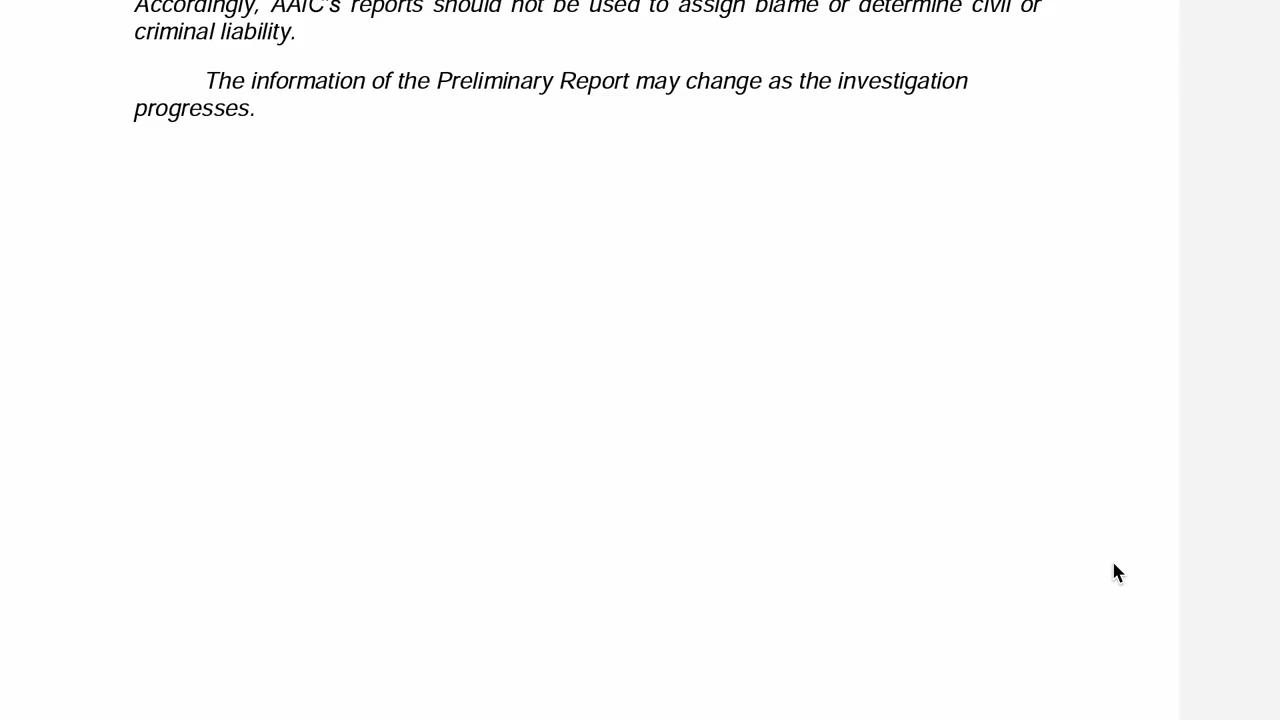 Accordingly, AAIC's reports should not be used to assign blame or determine civil or
criminal liability.
The information of the Preliminary Report may change as the investigation
progresses.